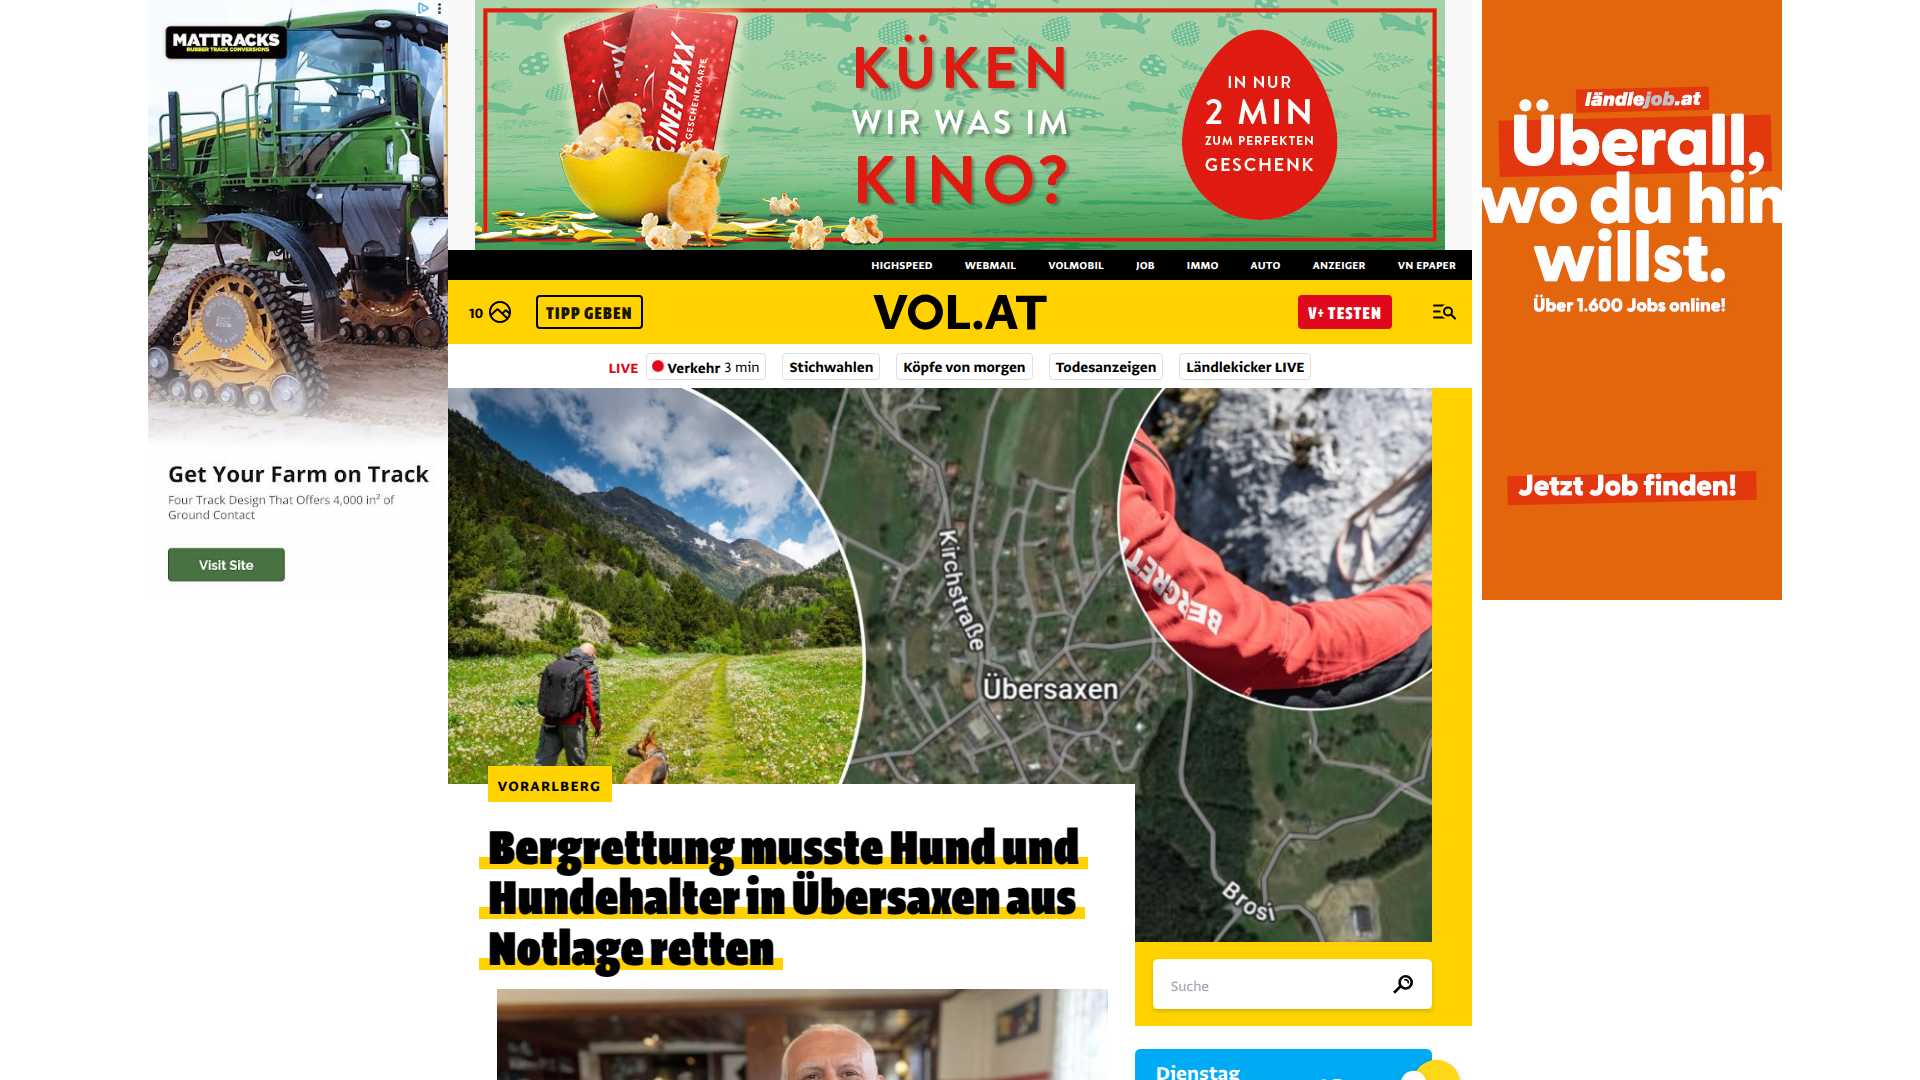 MATTRACKS
RUBBER TRACK CONVERSIONS
Get Your Farm on Track
Four Track Design That Offers 4,000 in² of
Ground Contact
Visit Site
CINEPLEXX
GESCHENKKARTE
KÜKEN
WIR WAS IM
KINO?
IN NUR
2 MIN
ZUM PERFEKTEN
GESCHENK
HIGHSPEED WEBMAIL VOLMOBIL JOB IMMO AUTO ANZEIGER VN EPAPER
10 TIPP GEBEN VOL.AT V+ TESTEN
LIVE Verkehr 3 min Stichwahlen Köpfe von morgen Todesanzeigen Ländlekicker LIVE
Kirchstraße
Übersaxen
BERGRETT
Brosi
VORARLBERG
Bergrettung musste Hund und
Hundehalter in Übersaxen aus
Notlage retten
Suche
Dienstag
ländlejob.at
Überall,
wo du hin
willst.
Über 1.600 Jobs online!
Jetzt Job finden!